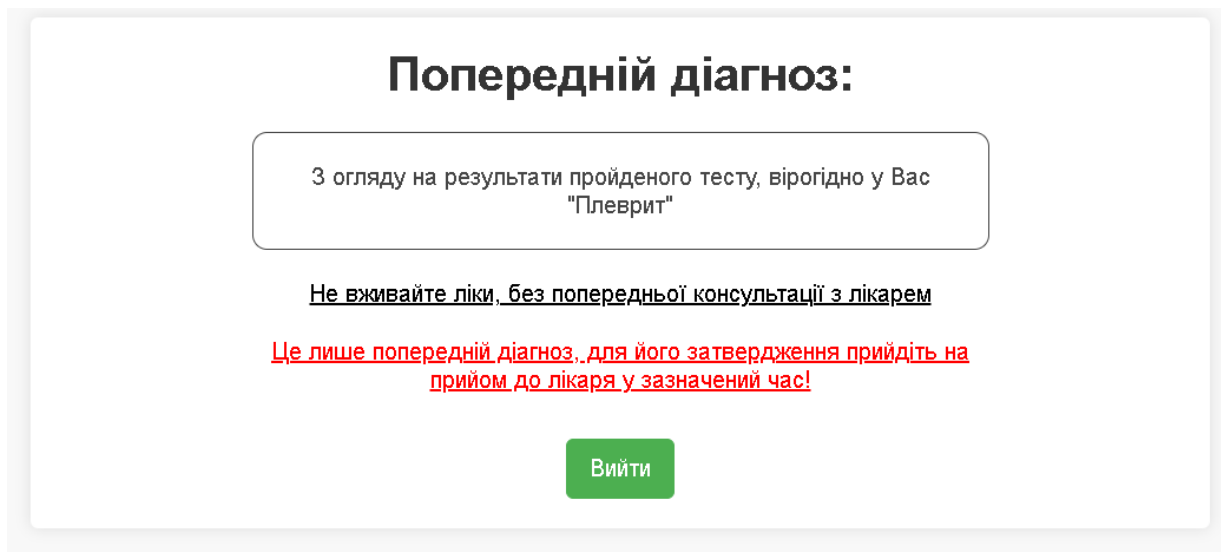 Попередній діагноз:
З огляду на результати пройденого тесту, вірогідно у Вас
"Плеврит"
Не вживайте ліки, без попередньої консультації з лікарем
Це лише попередній діагноз, для його затвердження прийдіть на
прийом до лікаря у зазначений час!
Вийти